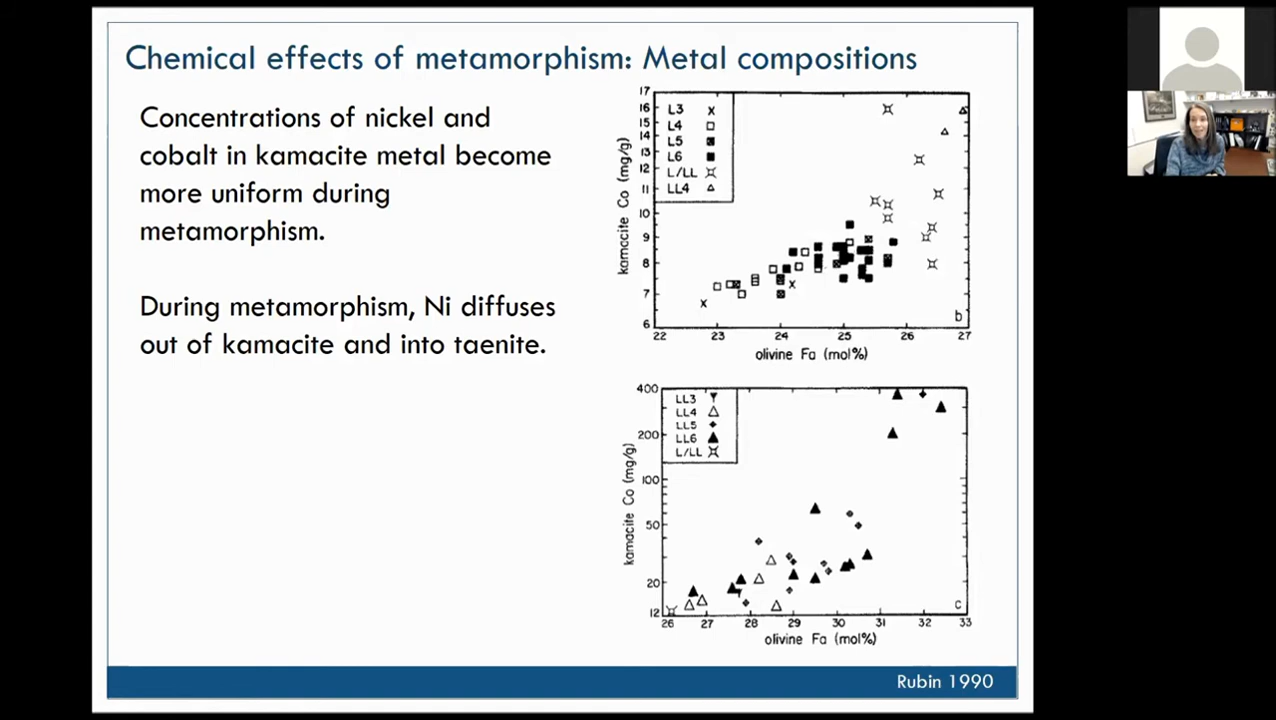 Chemical effects of metamorphism: Metal compositions
Concentrations of nickel and
cobalt in kamacite metal become
more uniform during
metamorphism.
During metamorphism, Ni diffuses
out of kamacite and into taenite.
kamacite Co (mg/g)
17
16
15
14
13
12
11
10
9
8
7
6
L3
L4
L5
L6
L/LL
LL4
b
22 23 24 25 26 27
olivine Fa (mol%)
kamacite Co (mg/g)
400
200
100
50
20
12
LL3
LL4
LL5
LL6
L/LL
c
26 27 28 29 30 31 32 33
olivine Fa (mol%)
Rubin 1990